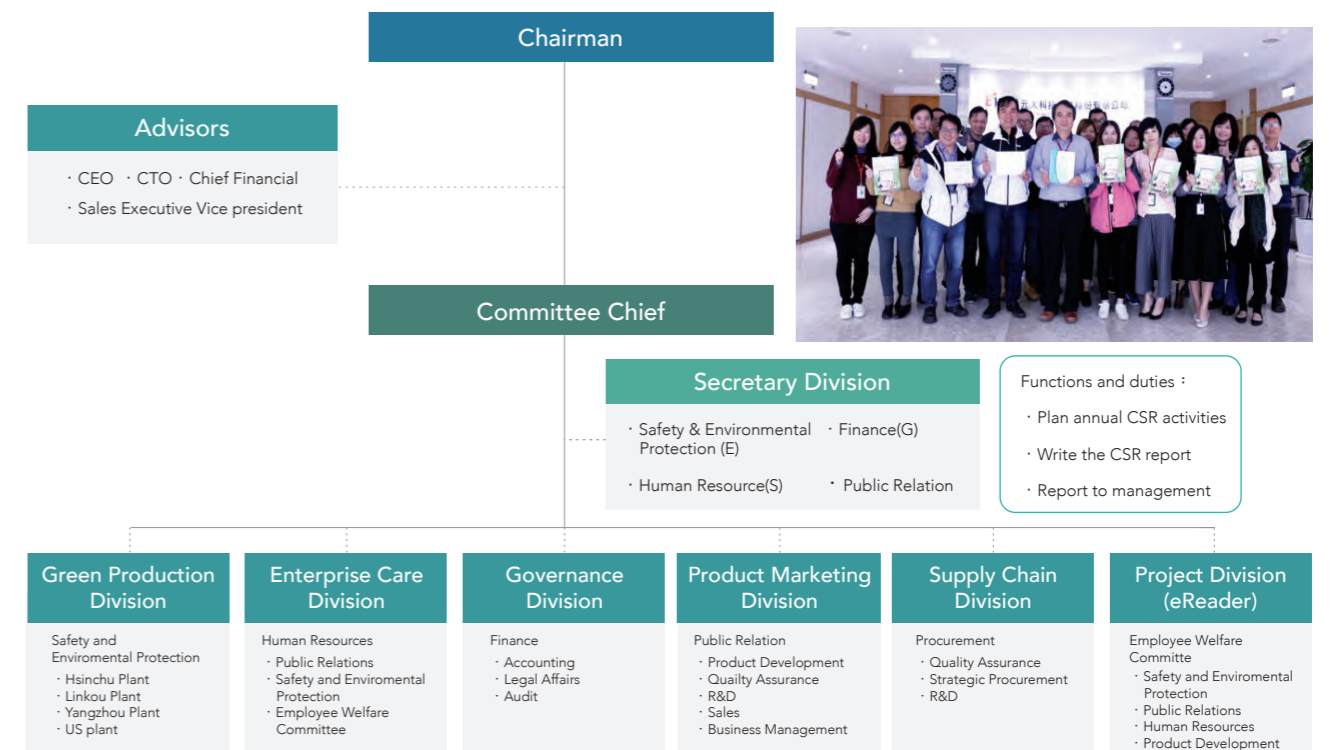 Chairman
Advisors
· CEO · CTO · Chief Financial
· Sales Executive Vice president
Committee Chief
Secretary Division
· Safety & Environmental
Protection (E)
· Finance(G)
· Human Resource(S)
· Public Relation
Functions and duties：
· Plan annual CSR activities
· Write the CSR report
· Report to management
Green Production
Division
Safety and
Enviromental Protection
· Hsinchu Plant
· Linkou Plant
· Yangzhou Plant
· US plant
Enterprise Care
Division
Human Resources
· Public Relations
· Safety and Enviromental
Protection
· Employee Welfare
Committee
Governance
Division
Finance
· Accounting
· Legal Affairs
· Audit
Product Marketing
Division
Public Relation
· Product Development
· Quailty Assurance
· R&D
· Sales
· Business Management
Supply Chain
Division
Procurement
· Quality Assurance
· Strategic Procurement
· R&D
Project Division
(eReader)
Employee Welfare
Committe
· Safety and Enviromental
Protection
· Public Relations
· Human Resources
· Product Development